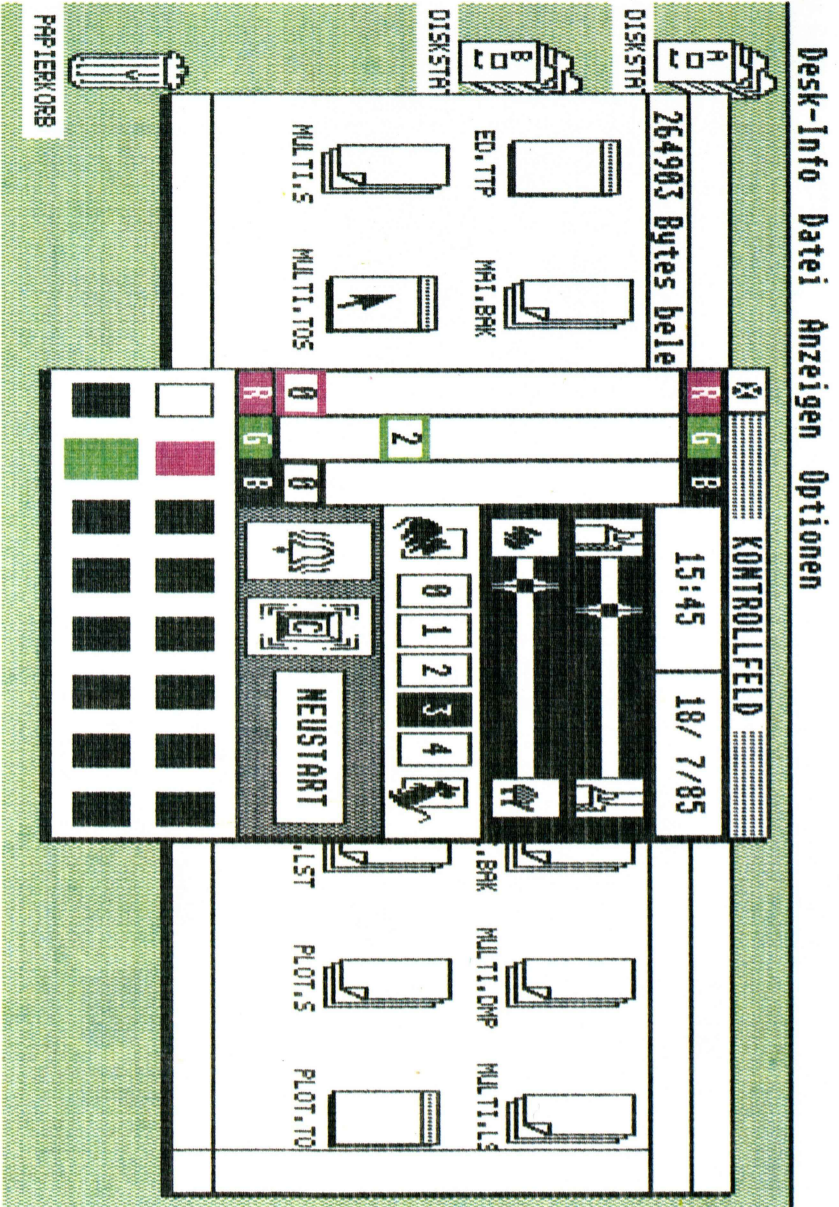 Desk-Info Datei Anzeigen Optionen
A
DISKSTA
B
DISKSTA
PAPIERKORB
264903 Bytes bele
ED.TTP
MAI.BAK
.BAK
MULTI.DMP
MULTI.LS
MULTI.S
MULTI.TOS
.LST
PLOT.S
PLOT.TO
KONTROLLFELD
R G B
15:45
18/ 7/85
2
0
0
R G B
0 1 2 3 4
C
NEUSTART